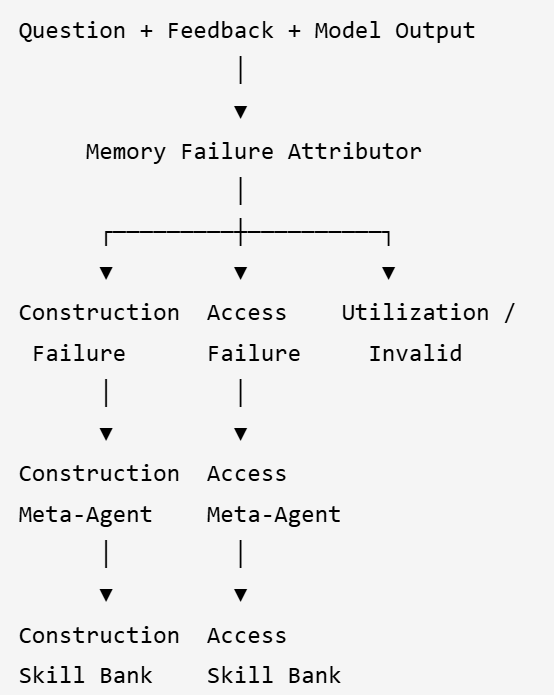 Question + Feedback + Model Output
Memory Failure Attributor
Construction Access Utilization /
Failure Failure Invalid
Construction Access
Meta-Agent Meta-Agent
Construction Access
Skill Bank Skill Bank